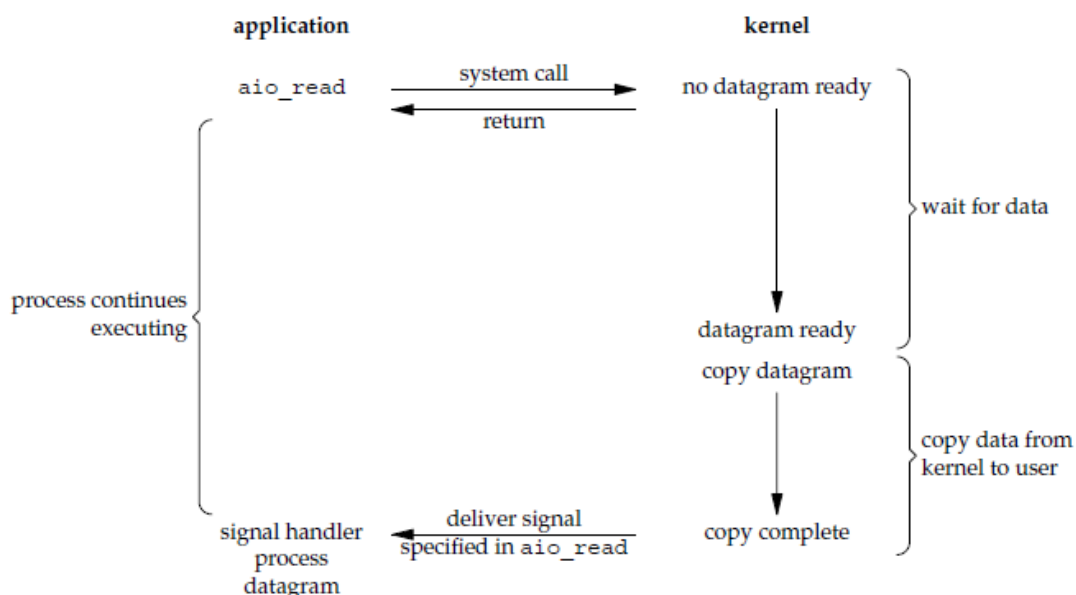 application
kernel
aio_read
system call
no datagram ready
return
wait for data
process continues
executing
datagram ready
copy datagram
copy data from
kernel to user
signal handler
process
datagram
deliver signal
specified in aio_read
copy complete